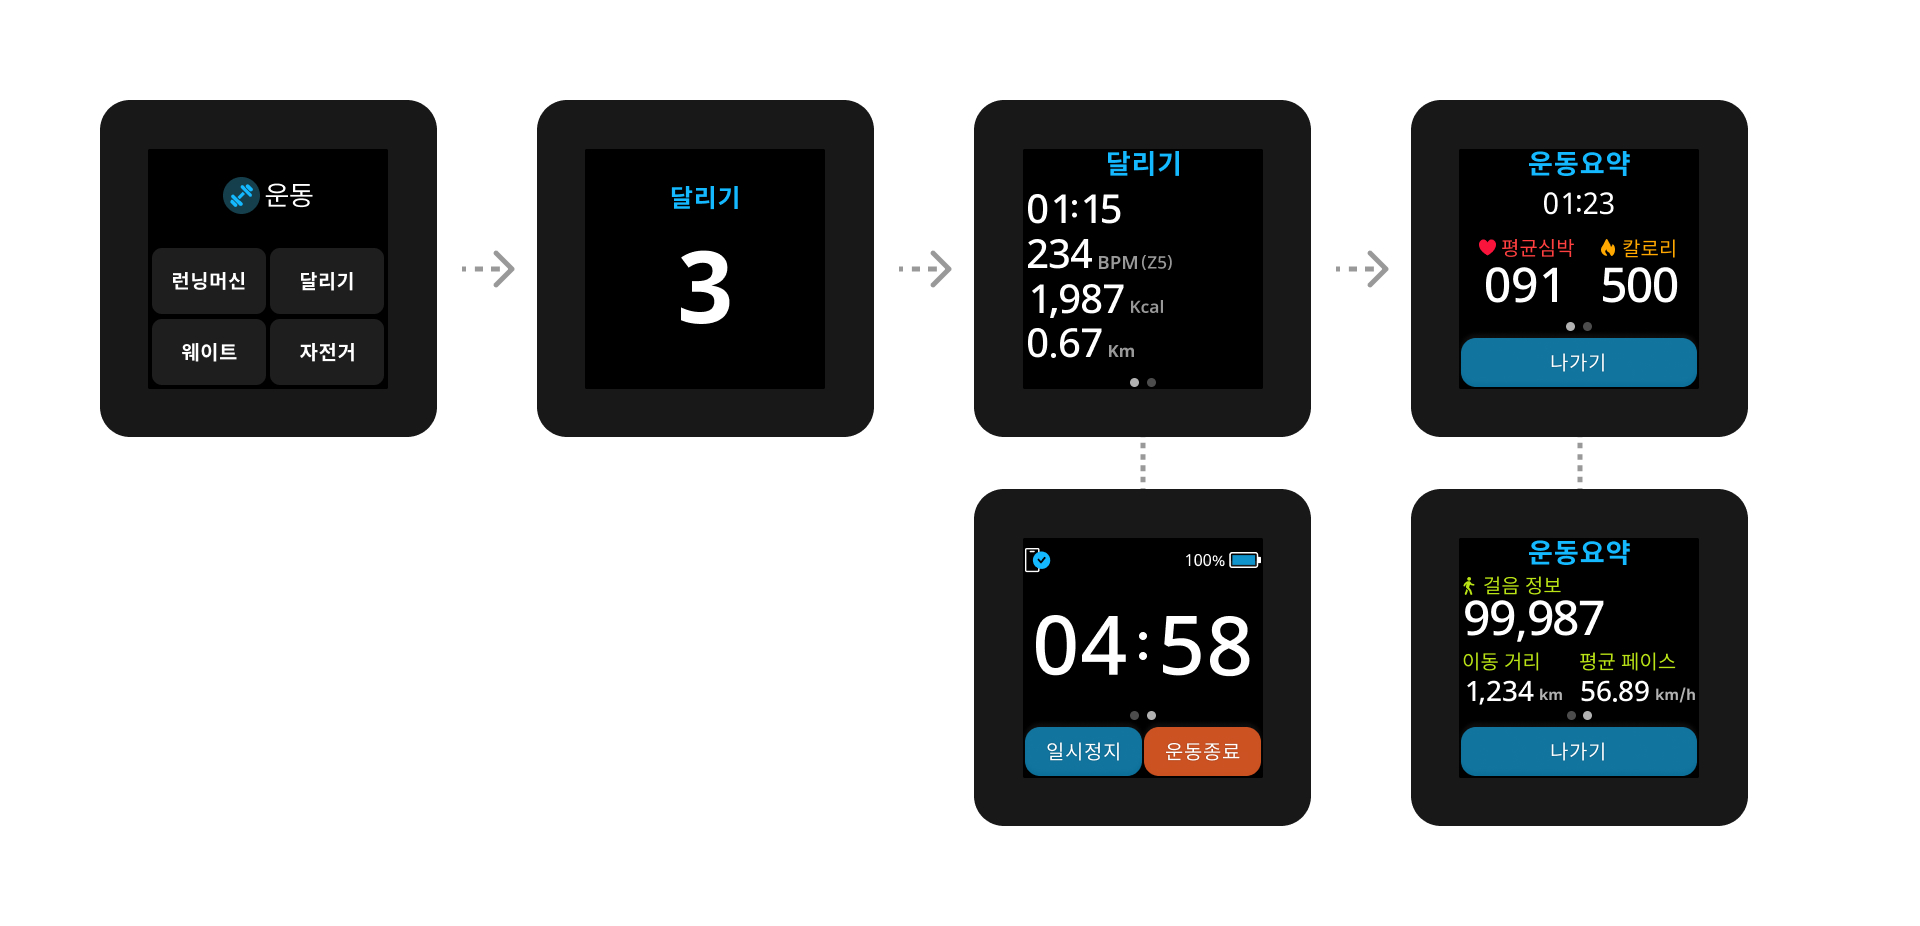 운동
런닝머신
달리기
웨이트
자전거
달리기
3
달리기
01:15
234 BPM(Z5)
1,987 Kcal
0.67 Km
운동요약
01:23
평균심박 칼로리
091 500
나가기
100%
04:58
일시정지
운동종료
운동요약
걸음 정보
99,987
이동 거리 평균 페이스
1,234 km 56.89 km/h
나가기